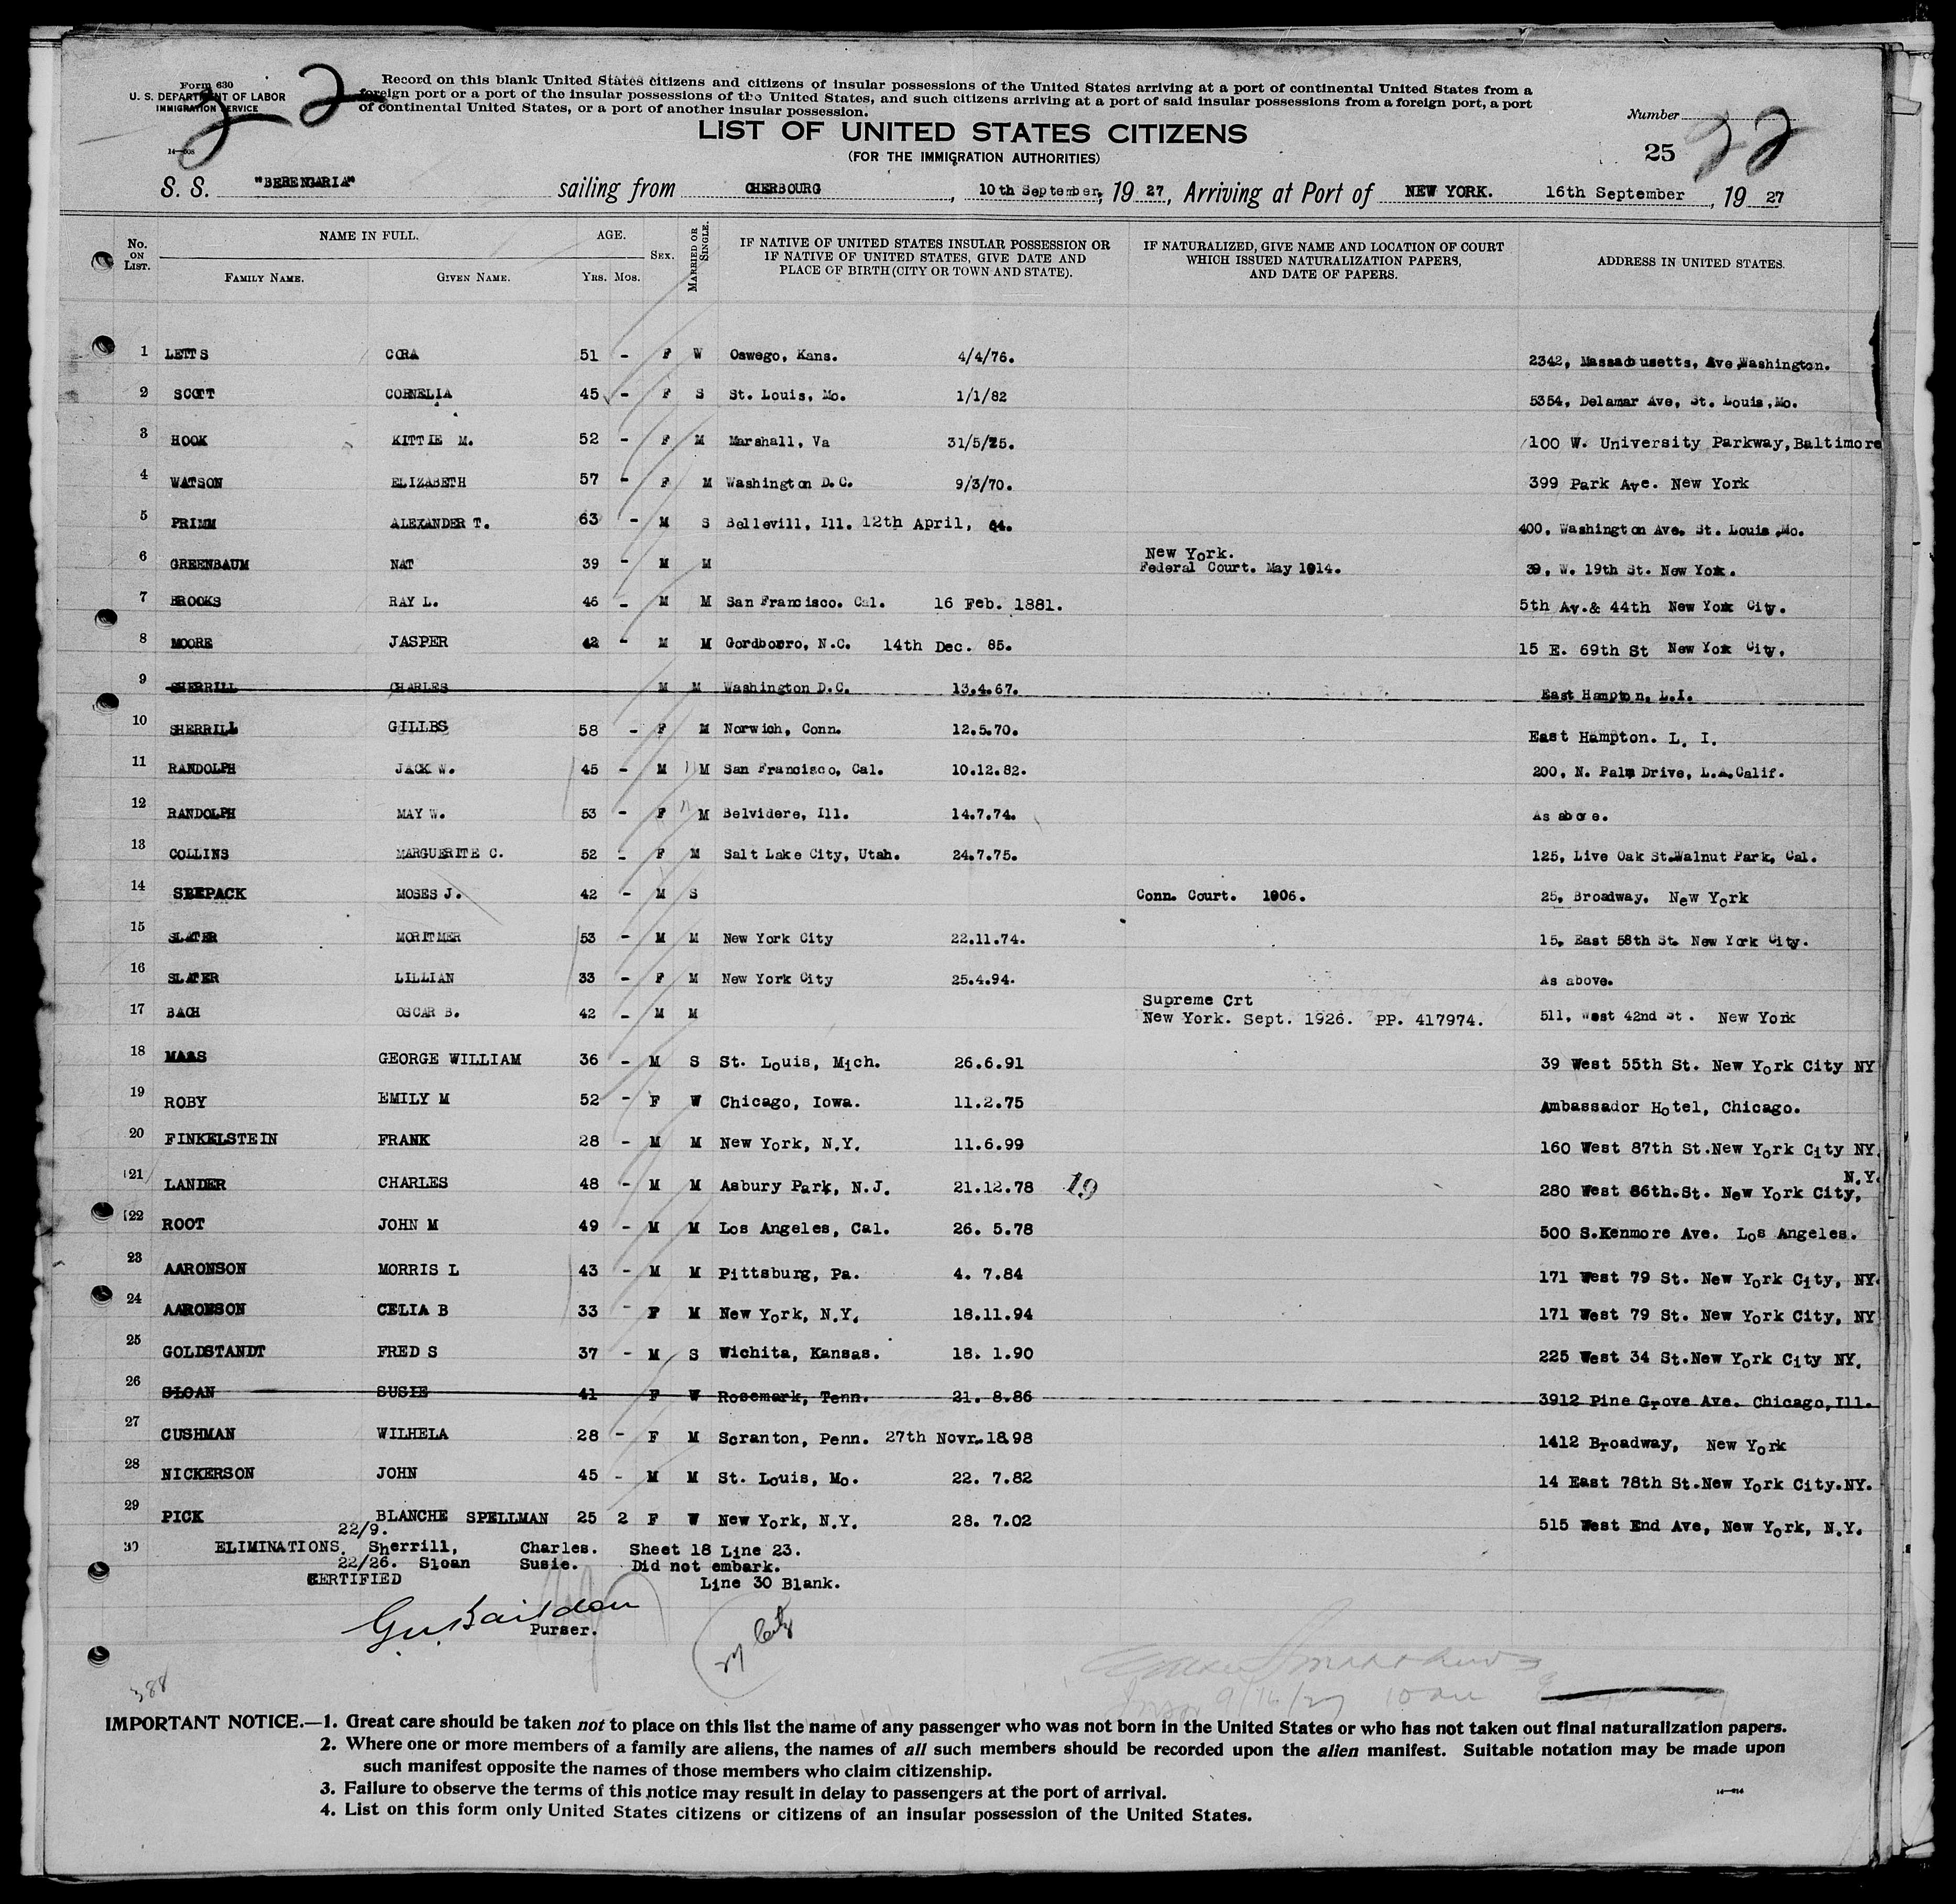 Form 630
U. S. DEPARTMENT OF LABOR
IMMIGRATION SERVICE
22
Record on this blank United States citizens and citizens of insular possessions of the United States arriving at a port of continental United States from a
foreign port or a port of the insular possessions of the United States, and such citizens arriving at a port of said insular possessions from a foreign port, a port
of continental United States, or a port of another insular possession.
LIST OF UNITED STATES CITIZENS
(FOR THE IMMIGRATION AUTHORITIES)
Number
25 22
S. S. "BERENGARIA" sailing from CHERBOURG, 10th September, 1927, Arriving at Port of NEW YORK. 16th September, 1927
No. ON LIST. NAME IN FULL. FAMILY NAME. GIVEN NAME. AGE. YRS. MOS. SEX. MARRIED OR SINGLE. IF NATIVE OF UNITED STATES INSULAR POSSESSION OR IF NATIVE OF UNITED STATES, GIVE DATE AND PLACE OF BIRTH (CITY OR TOWN AND STATE). IF NATURALIZED, GIVE NAME AND LOCATION OF COURT WHICH ISSUED NATURALIZATION PAPERS, AND DATE OF PAPERS. ADDRESS IN UNITED STATES.
1 LETTS CORA 51 - F W Oswego, Kans. 4/4/76. 2342, Massachusetts, Ave, Washington.
2 SCOTT CORNELIA 45 - F S St. Louis, Mo. 1/1/82 5354, Delamar Ave, St. Louis, Mo.
3 HOOK KITTIE M. 52 - F M Marshall, Va 31/5/75. 100 W. University Parkway, Baltimore
4 WATSON ELIZABETH 57 - F M Washington D.C. 9/3/70. 399 Park Ave. New York
5 PRIMM ALEXANDER T. 63 - M S Bellevill, Ill. 12th April, 64. 400, Washington Ave, St. Louis, Mo.
6 GREENBAUM NAT 39 - M M New York. Federal Court. May 1914. 39, W. 19th St. New York.
7 BROOKS RAY L. 46 - M M San Francisco. Cal. 16 Feb. 1881. 5th Av.& 44th New York City.
8 MOORE JASPER 42 - M M Gordborro, N.C. 14th Dec. 85. 15 E. 69th St New York City.
9 SHERRILL CHARLES M M Washington D.C. 13.4.67. East Hampton. L.I.
10 SHERRILL GILLBS 58 - F M Norwich, Conn. 12.5.70. East Hampton. L. I.
11 RANDOLPH JACK W. 45 - M M San Francisco, Cal. 10.12.82. 200, N. Palm Drive, L.A. Calif.
12 RANDOLPH MAY W. 53 - F M Belvidere, Ill. 14.7.74. As above.
13 COLLINS MARGUERITE C. 52 - F M Salt Lake City, Utah. 24.7.75. 125, Live Oak St. Walnut Park, Cal.
14 SEEPACK MOSES J. 42 - M S Conn. Court. 1906. 25, Broadway. New York
15 SLATER MORITMER 53 - M M New York City 22.11.74. 15, East 58th St. New York City.
16 SLATER LILLIAN 33 - F M New York City 25.4.94. As above.
17 BACH OSCAR B. 42 - M M Supreme Crt New York. Sept. 1926. PP. 417974. 511, West 42nd St. New York
18 MAAS GEORGE WILLIAM 36 - M S St. Louis, Mich. 26.6.91 39 West 55th St. New York City NY
19 ROBY EMILY M 52 - F W Chicago, Iowa. 11.2.75 Ambassador Hotel, Chicago.
20 FINKELSTEIN FRANK 28 - M M New York, N.Y. 11.6.99 160 West 87th St.New York City NY.
21 LANDER CHARLES 48 - M M Asbury Park, N.J. 21.12.78 19 280 West 86th.St. New York City, N.Y.
22 ROOT JOHN M 49 - M M Los Angeles, Cal. 26. 5.78 500 S.Kenmore Ave. Los Angeles.
23 AARONSON MORRIS L 43 - M M Pittsburg, Pa. 4. 7.84 171 West 79 St. New York City, NY.
24 AARONSON CELIA B 33 - F M New York, N.Y. 18.11.94 171 West 79 St. New York City, NY
25 GOLDSTANDT FRED S 37 - M S Wichita, Kansas. 18. 1.90 225 West 34 St.New York City NY.
26 SLOAN SUSIE 41 F W Rosemark, Tenn. 21. 8.86 3912 Pine Grove Ave. Chicago, Ill.
27 CUSHMAN WILHELA 28 - F M Scranton, Penn. 27th Novr. 1898 1412 Broadway, New York
28 NICKERSON JOHN 45 - M M St. Louis, Mo. 22. 7.82 14 East 78th St.New York City.NY.
29 PICK BLANCHE SPELLMAN 25 2 F W New York, N.Y. 28. 7.02 515 West End Ave, New York, N.Y.
22/9.
30 ELIMINATIONS. Sherrill, Charles. Sheet 18 Line 23.
22/26. Sloan Susie. Did not embark.
CERTIFIED Line 30 Blank.
Purser.
388
9/16/27
IMPORTANT NOTICE.—1. Great care should be taken not to place on this list the name of any passenger who was not born in the United States or who has not taken out final naturalization papers.
2. Where one or more members of a family are aliens, the names of all such members should be recorded upon the alien manifest. Suitable notation may be made upon
such manifest opposite the names of those members who claim citizenship.
3. Failure to observe the terms of this notice may result in delay to passengers at the port of arrival.
4. List on this form only United States citizens or citizens of an insular possession of the United States.